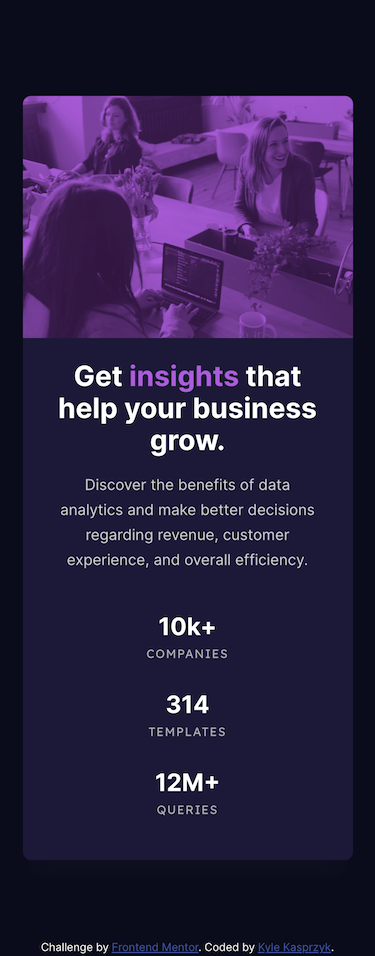 Get insights that
help your business
grow.
Discover the benefits of data
analytics and make better decisions
regarding revenue, customer
experience, and overall efficiency.
10k+
COMPANIES
314
TEMPLATES
12M+
QUERIES
Challenge by Frontend Mentor. Coded by Kyle Kasprzyk.